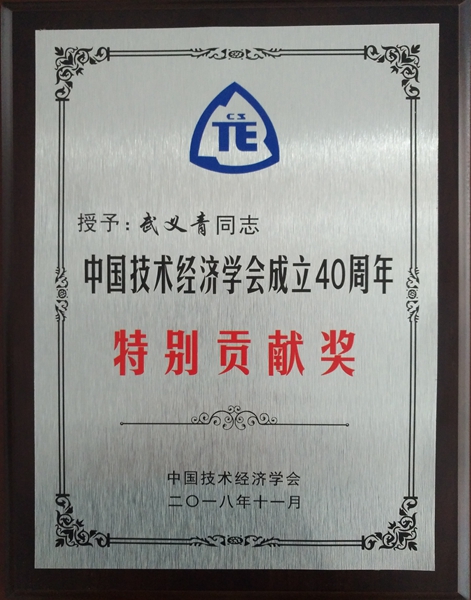 CS
TE
授予：武义青同志
中国技术经济学会成立40周年
特别贡献奖
中国技术经济学会
二〇一八年十一月